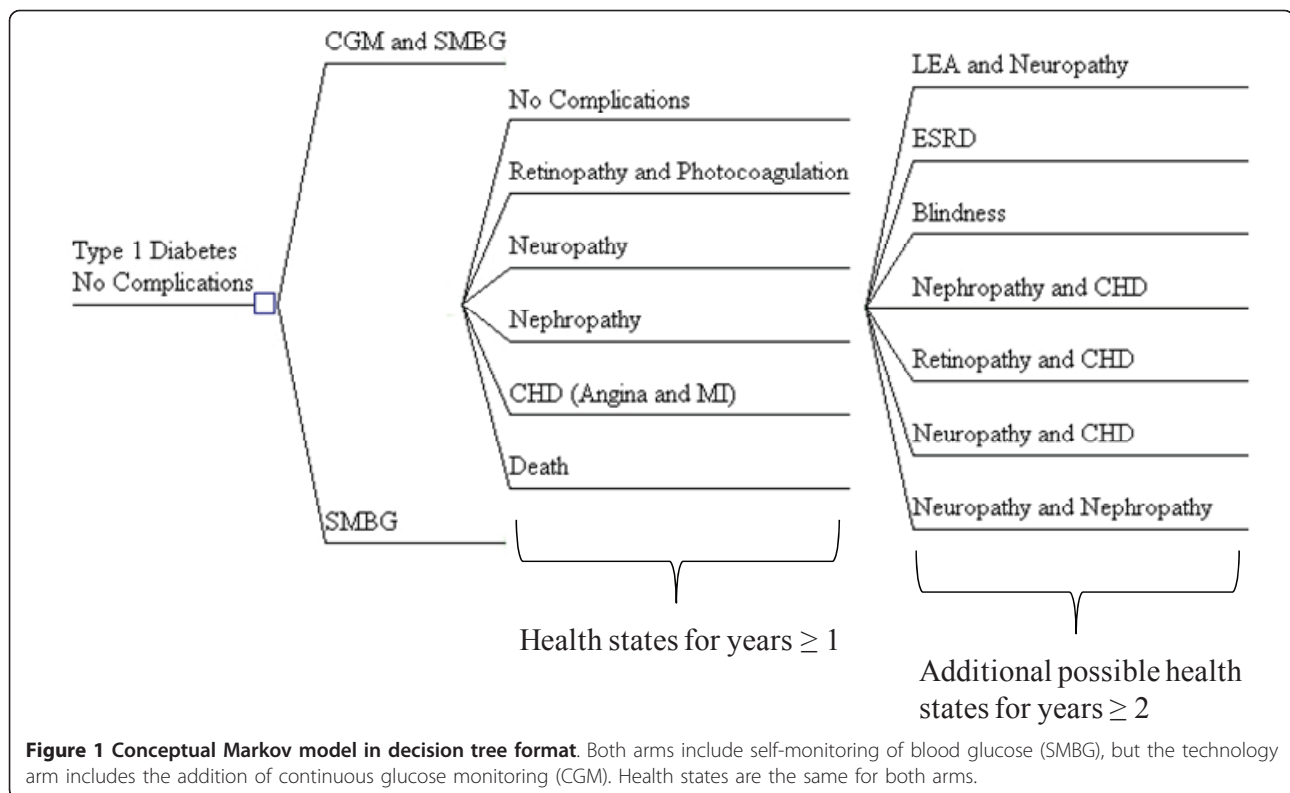 CGM and SMBG
LEA and Neuropathy
No Complications
ESRD
Retinopathy and Photocoagulation
Blindness
Type 1 Diabetes
No Complications
Neuropathy
Nephropathy and CHD
Nephropathy
Retinopathy and CHD
CHD (Angina and MI)
Neuropathy and CHD
Death
SMBG
Neuropathy and Nephropathy
Health states for years ≥ 1
Additional possible health
states for years ≥ 2
Figure 1 Conceptual Markov model in decision tree format. Both arms include self-monitoring of blood glucose (SMBG), but the technology
arm includes the addition of continuous glucose monitoring (CGM). Health states are the same for both arms.